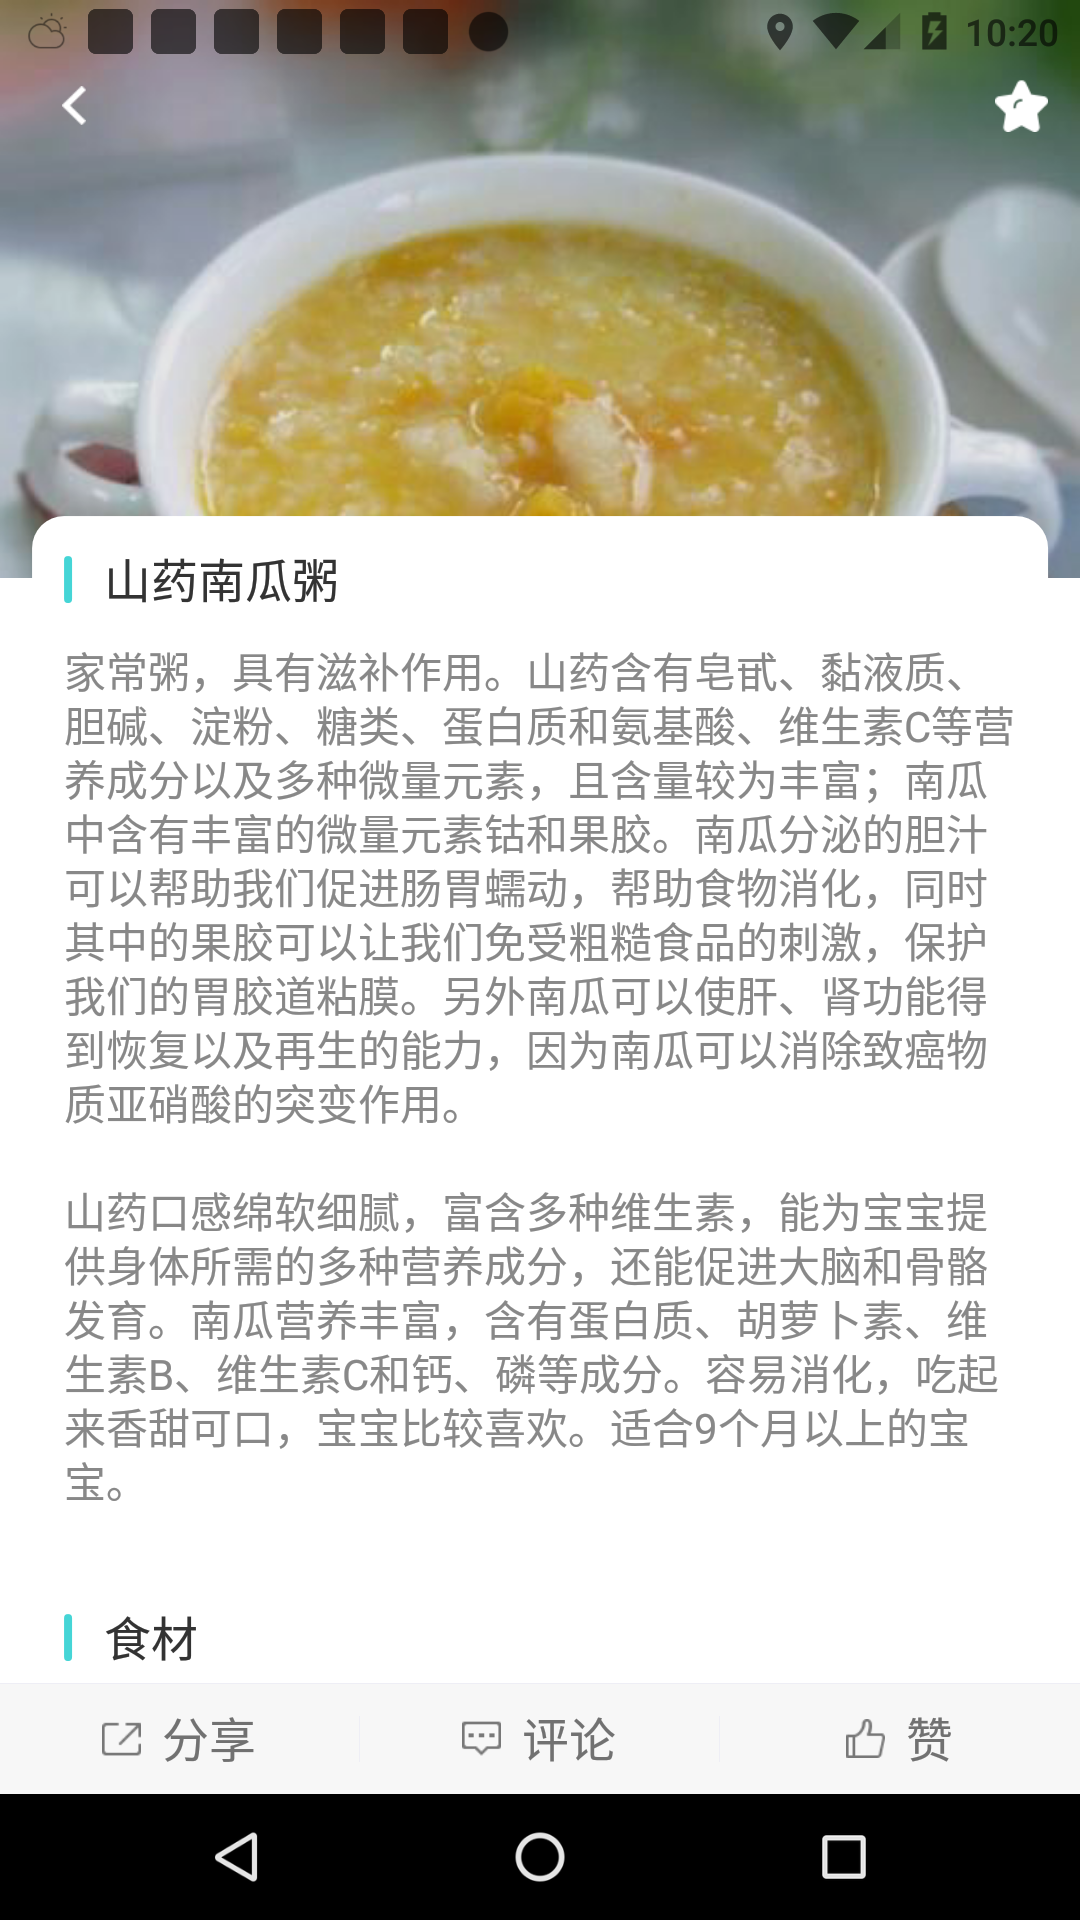 10:20
山药南瓜粥
家常粥，具有滋补作用。山药含有皂甙、黏液质、
胆碱、淀粉、糖类、蛋白质和氨基酸、维生素C等营
养成分以及多种微量元素，且含量较为丰富；南瓜
中含有丰富的微量元素钴和果胶。南瓜分泌的胆汁
可以帮助我们促进肠胃蠕动，帮助食物消化，同时
其中的果胶可以让我们免受粗糙食品的刺激，保护
我们的胃胶道粘膜。另外南瓜可以使肝、肾功能得
到恢复以及再生的能力，因为南瓜可以消除致癌物
质亚硝酸的突变作用。
山药口感绵软细腻，富含多种维生素，能为宝宝提
供身体所需的多种营养成分，还能促进大脑和骨骼
发育。南瓜营养丰富，含有蛋白质、胡萝卜素、维
生素B、维生素C和钙、磷等成分。容易消化，吃起
来香甜可口，宝宝比较喜欢。适合9个月以上的宝
宝。
食材
分享
评论
赞